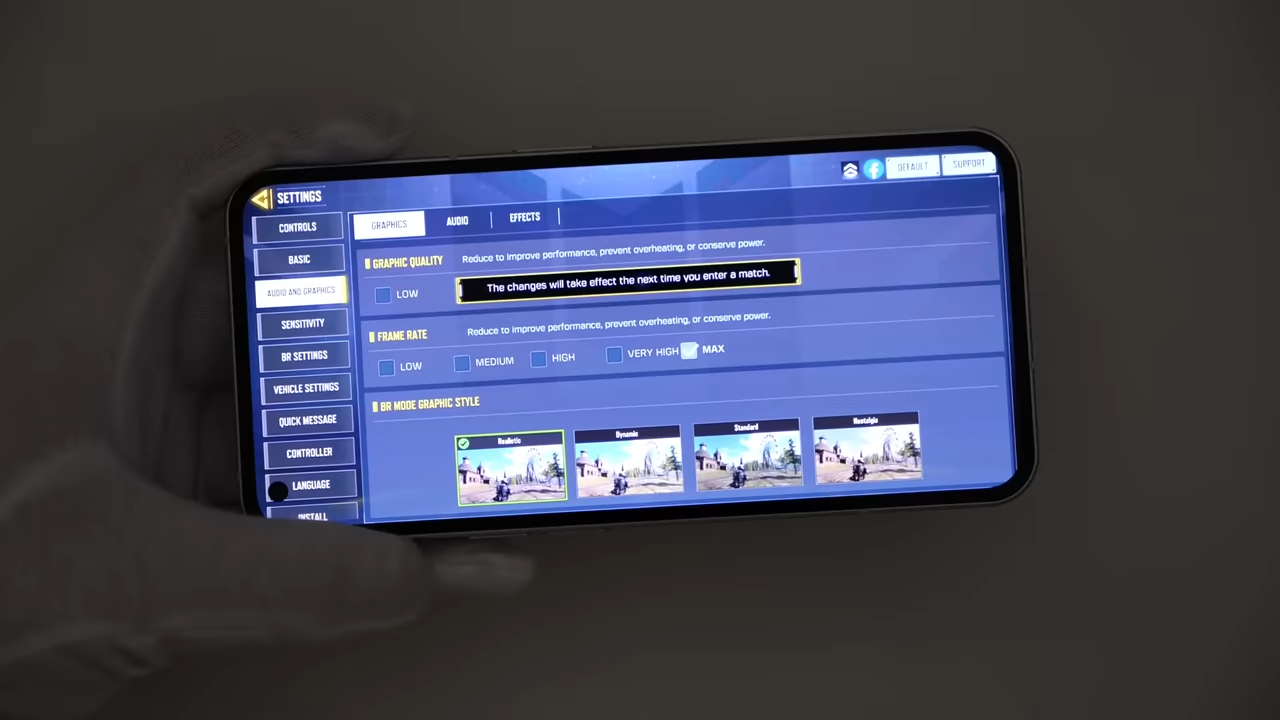 SETTINGS
DEFAULT
SUPPORT
CONTROLS
BASIC
AUDIO AND GRAPHICS
SENSITIVITY
BR SETTINGS
VEHICLE SETTINGS
QUICK MESSAGE
CONTROLLER
LANGUAGE
INSTALL
GRAPHICS
AUDIO
EFFECTS
GRAPHIC QUALITY
Reduce to improve performance, prevent overheating, or conserve power.
LOW
The changes will take effect the next time you enter a match.
FRAME RATE
Reduce to improve performance, prevent overheating, or conserve power.
LOW
MEDIUM
HIGH
VERY HIGH
MAX
BR MODE GRAPHIC STYLE
Realistic
Dynamic
Standard
Nostalgia